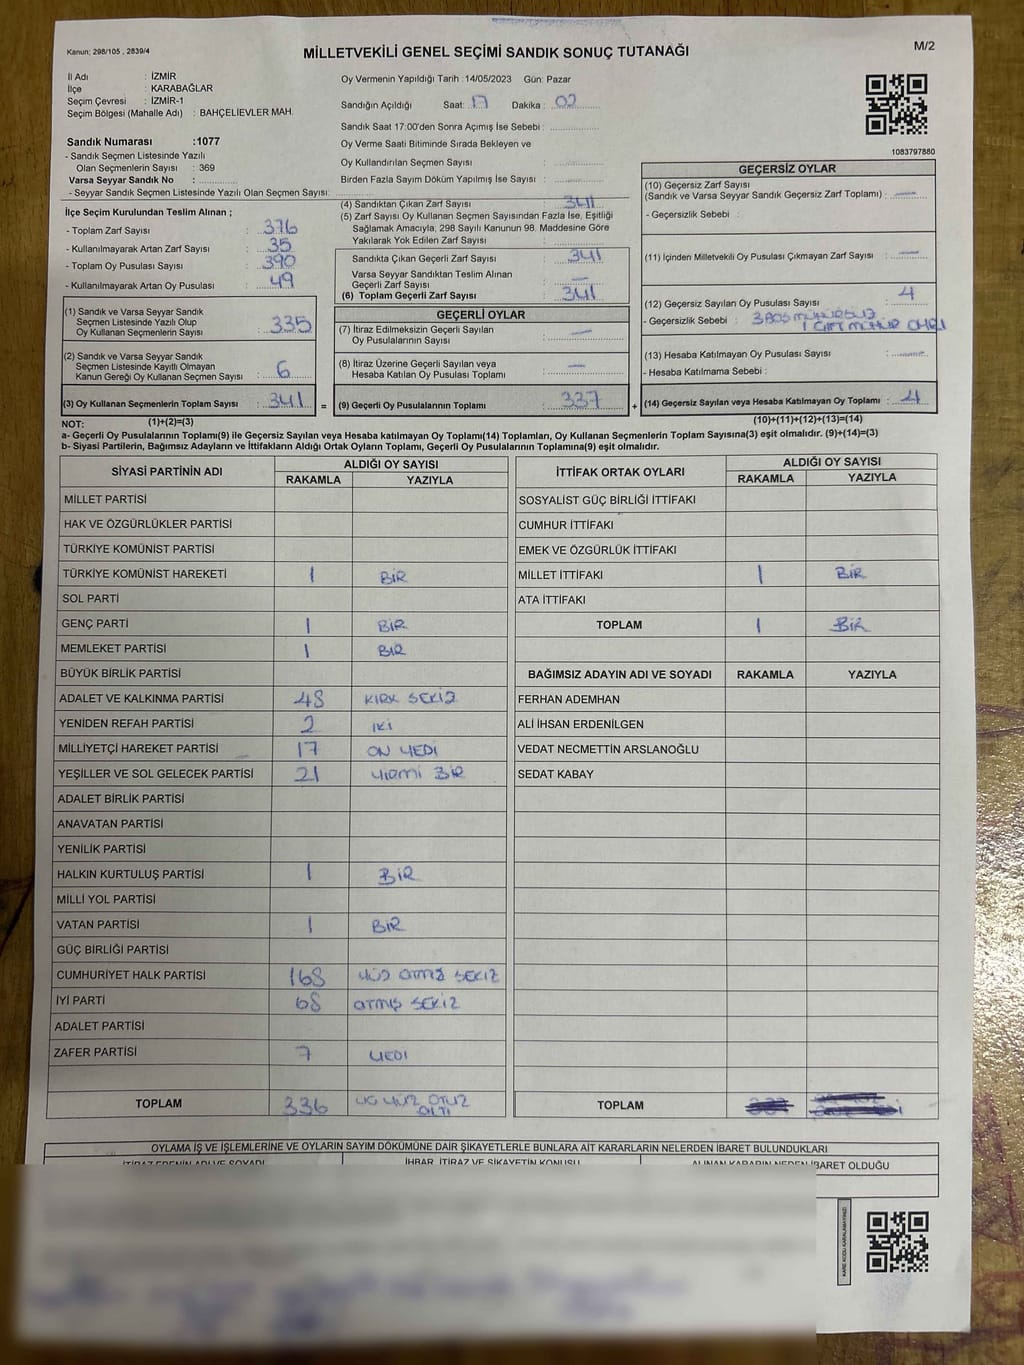 Kanun: 298/105 , 2839/4
MİLLETVEKİLİ GENEL SEÇİMİ SANDIK SONUÇ TUTANAĞI
M/2
İl Adı : İZMİR
İlçe : KARABAĞLAR
Seçim Çevresi : İZMİR-1
Seçim Bölgesi (Mahalle Adı) : BAHÇELİEVLER MAH.
Sandık Numarası :1077
- Sandık Seçmen Listesinde Yazılı
Olan Seçmenlerin Sayısı : 369
Varsa Seyyar Sandık No :
- Seyyar Sandık Seçmen Listesinde Yazılı Olan Seçmen Sayısı:
Oy Vermenin Yapıldığı Tarih :14/05/2023 Gün: Pazar
Sandığın Açıldığı Saat: 17 Dakika : 02
Sandık Saat 17:00'den Sonra Açımış İse Sebebi :
Oy Verme Saati Bitiminde Sırada Bekleyen ve
Oy Kullandırılan Seçmen Sayısı :
Birden Fazla Sayım Döküm Yapılmış İse Sayısı :
1083797880
İlçe Seçim Kurulundan Teslim Alınan ;
- Toplam Zarf Sayısı : 376
- Kullanılmayarak Artan Zarf Sayısı : 35
- Toplam Oy Pusulası Sayısı : 390
- Kullanılmayarak Artan Oy Pusulası : 49
(1) Sandık ve Varsa Seyyar Sandık
Seçmen Listesinde Yazılı Olup
Oy Kullanan Seçmenlerin Sayısı : 335
(2) Sandık ve Varsa Seyyar Sandık
Seçmen Listesinde Kayıtlı Olmayan
Kanun Gereği Oy Kullanan Seçmen Sayısı : 6
(3) Oy Kullanan Seçmenlerin Toplam Sayısı : 341
(4) Sandıktan Çıkan Zarf Sayısı : 341
(5) Zarf Sayısı Oy Kullanan Seçmen Sayısından Fazla İse, Eşitliği
Sağlamak Amacıyla, 298 Sayılı Kanunun 98. Maddesine Göre
Yakılarak Yok Edilen Zarf Sayısı :
Sandıkta Çıkan Geçerli Zarf Sayısı : 341
Varsa Seyyar Sandıktan Teslim Alınan
Geçerli Zarf Sayısı : —
(6) Toplam Geçerli Zarf Sayısı : 341
GEÇERLİ OYLAR
(7) İtiraz Edilmeksizin Geçerli Sayılan
Oy Pusulasının Sayısı : —
(8) İtiraz Üzerine Geçerli Sayılan veya
Hesaba Katılan Oy Pusulası Toplamı : —
= (9) Geçerli Oy Pusulalarının Toplamı : 337
GEÇERSİZ OYLAR
(10) Geçersiz Zarf Sayısı
(Sandık ve Varsa Seyyar Sandık Geçersiz Zarf Toplamı) : —
- Geçersizlik Sebebi :
(11) İçinden Milletvekili Oy Pusulası Çıkmayan Zarf Sayısı : —
(12) Geçersiz Sayılan Oy Pusulası Sayısı : 4
- Geçersizlik Sebebi : 3 BOŞ MÜHÜRSÜZ
1 ÇİFT MÜHÜR
(13) Hesaba Katılmayan Oy Pusulası Sayısı : —
- Hesaba Katılmama Sebebi :
+ (14) Geçersiz Sayılan veya Hesaba Katılmayan Oy Toplamı : 4
NOT: (1)+(2)=(3)
(10)+(11)+(12)+(13)=(14)
a- Geçerli Oy Pusulalarının Toplamı(9) ile Geçersiz Sayılan veya Hesaba katılmayan Oy Toplamı(14) Toplamları, Oy Kullanan Seçmenlerin Toplam Sayısına(3) eşit olmalıdır. (9)+(14)=(3)
b- Siyasi Partilerin, Bağımsız Adayların ve İttifakların Aldığı Ortak Oyların Toplamı, Geçerli Oy Pusulalarının Toplamına(9) eşit olmalıdır.
SİYASİ PARTİNİN ADI
ALDIĞI OY SAYISI
RAKAMLA YAZIYLA
MİLLET PARTİSİ
HAK VE ÖZGÜRLÜKLER PARTİSİ
TÜRKİYE KOMÜNİST PARTİSİ
TÜRKİYE KOMÜNİST HAREKETİ 1 BİR
SOL PARTİ
GENÇ PARTİ 1 BİR
MEMLEKET PARTİSİ 1 BİR
BÜYÜK BİRLİK PARTİSİ
ADALET VE KALKINMA PARTİSİ 48 KIRK SEKİZ
YENİDEN REFAH PARTİSİ 2 İKİ
MİLLİYETÇİ HAREKET PARTİSİ 17 ON YEDİ
YEŞİLLER VE SOL GELECEK PARTİSİ 21 YİRMİ BİR
ADALET BİRLİK PARTİSİ
ANAVATAN PARTİSİ
YENİLİK PARTİSİ
HALKIN KURTULUŞ PARTİSİ 1 BİR
MİLLİ YOL PARTİSİ
VATAN PARTİSİ 1 BİR
GÜÇ BİRLİĞİ PARTİSİ
CUMHURİYET HALK PARTİSİ 168 YÜZ ATMIŞ SEKİZ
İYİ PARTİ 68 ATMIŞ SEKİZ
ADALET PARTİSİ
ZAFER PARTİSİ 7 YEDİ
TOPLAM 336 ÜÇ YÜZ OTUZ
ALTI
İTTİFAK ORTAK OYLARI
ALDIĞI OY SAYISI
RAKAMLA YAZIYLA
SOSYALİST GÜÇ BİRLİĞİ İTTİFAKI
CUMHUR İTTİFAKI
EMEK VE ÖZGÜRLÜK İTTİFAKI
MİLLET İTTİFAKI 1 BİR
ATA İTTİFAKI
TOPLAM 1 BİR
BAĞIMSIZ ADAYIN ADI VE SOYADI RAKAMLA YAZIYLA
FERHAN ADEMHAN
ALİ İHSAN ERDENİLGEN
VEDAT NECMETTİN ARSLANOĞLU
SEDAT KABAY
TOPLAM
OYLAMA İŞ VE İŞLEMLERİNE VE OYLARIN SAYIM DÖKÜMÜNE DAİR ŞİKAYETLERLE BUNLARA AİT KARARLARIN NELERDEN İBARET BULUNDUKLARI
İTİRAZ EDENİN ADI VE SOYADI İHBAR, İTİRAZ VE ŞİKAYETİN KONUSU ALINAN KARARIN NEDEN İBARET OLDUĞU
KARE KODU KARALAMAYINIZ!